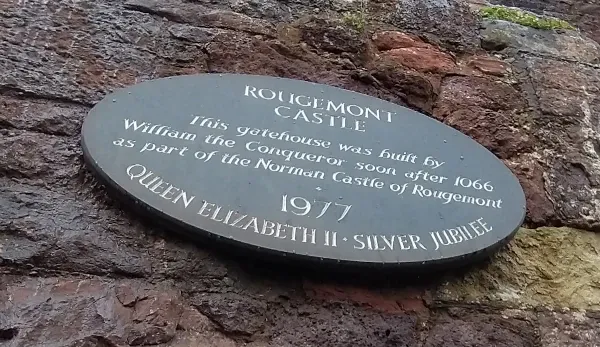 ROUGEMONT
CASTLE
This gatehouse was built by
William the Conqueror soon after 1066
as part of the Norman Castle of Rougemont
1977
QUEEN ELIZABETH II · SILVER JUBILEE